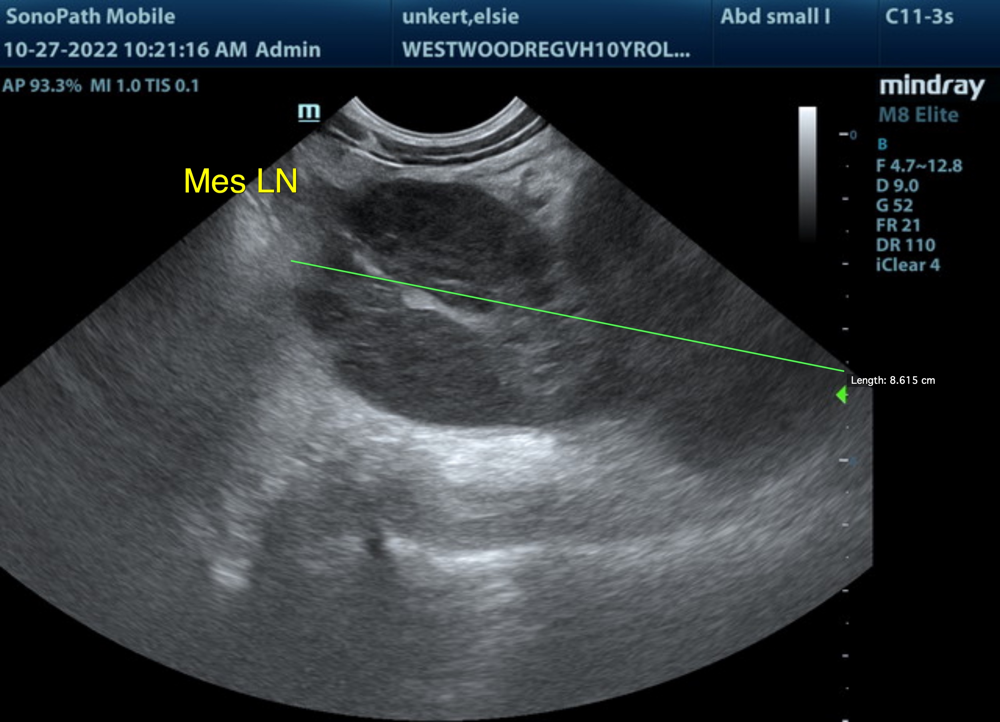 SonoPath Mobile
unkert,elsie
Abd small I
C11-3s
10-27-2022 10:21:16 AM Admin
WESTWOODREGVH10YROL...
AP 93.3% MI 1.0 TIS 0.1
mindray
M8 Elite
m
0
B
F 4.7~12.8
D 9.0
G 52
FR 21
DR 110
iClear 4
Mes LN
Length: 8.615 cm